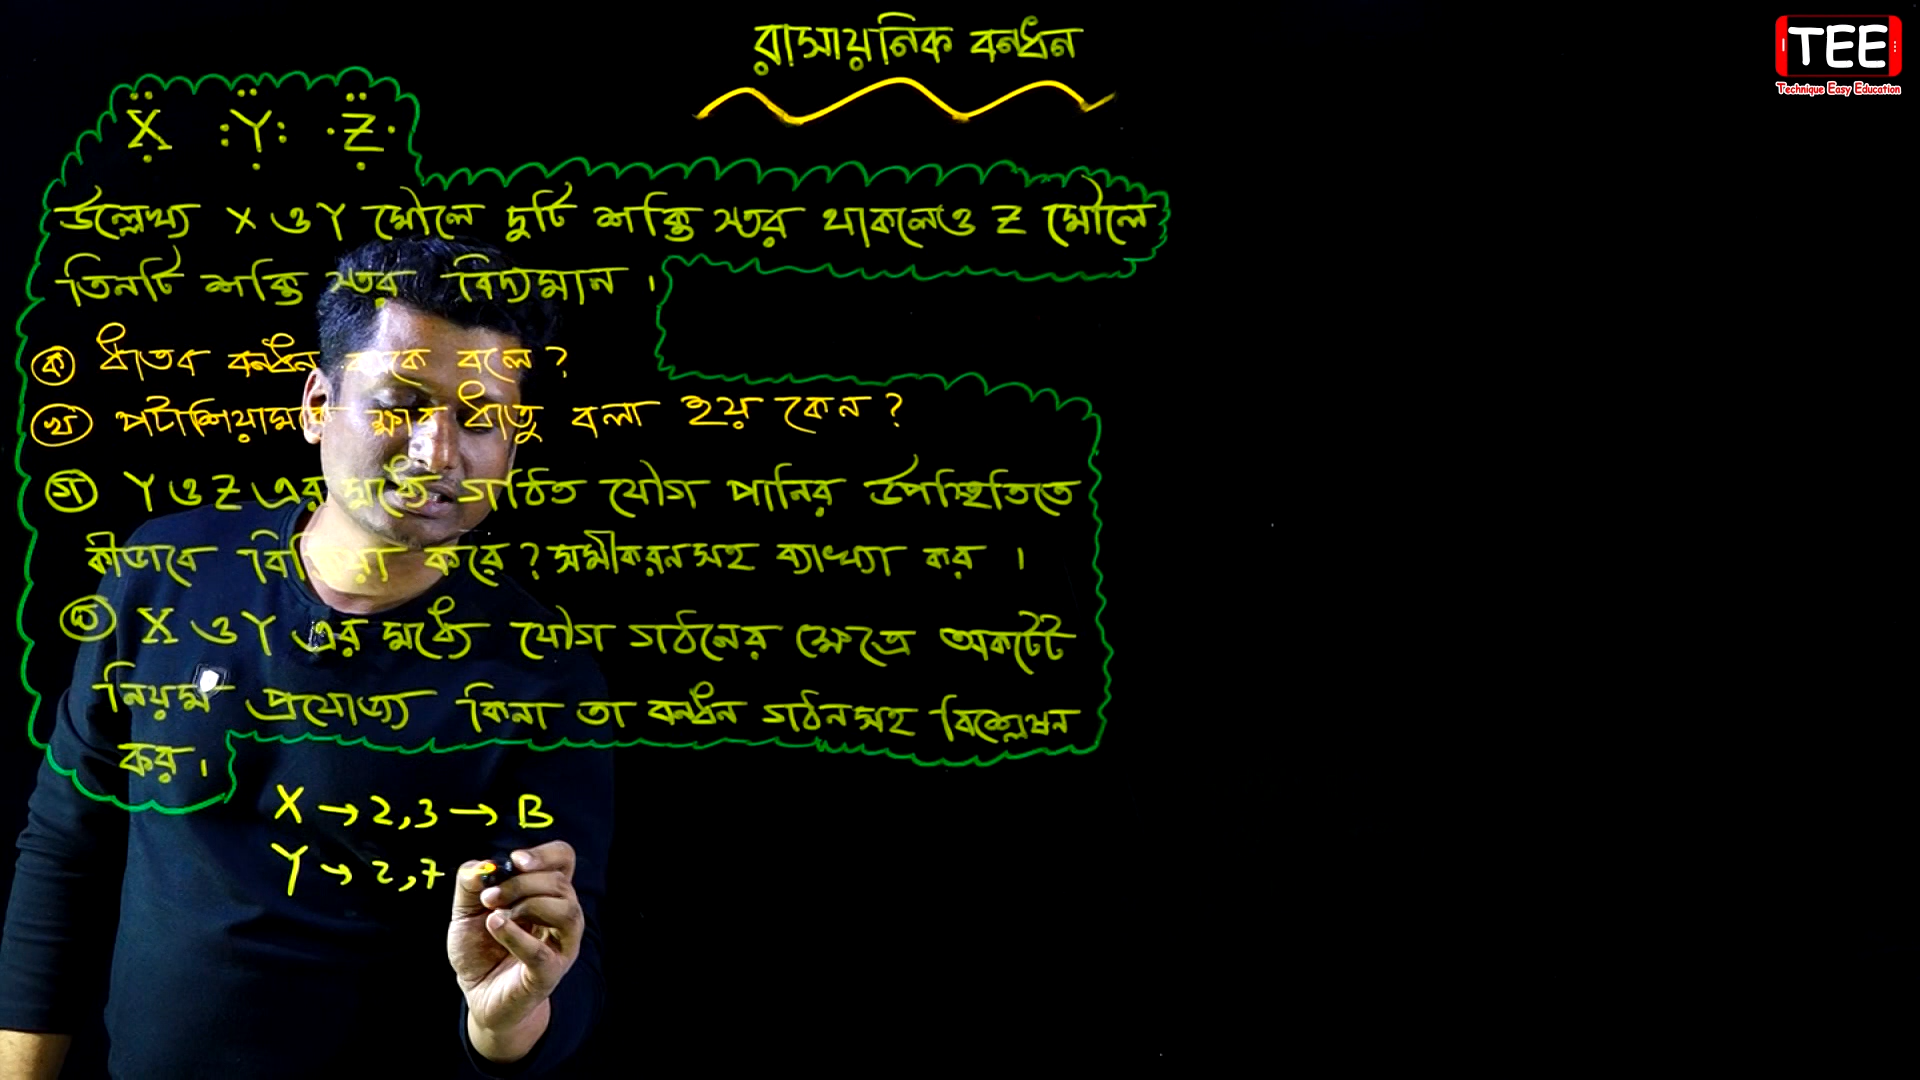 রাসায়নিক বন্ধন
TEE
Technique Easy Education
X Y Z
উল্লেখ্য X ও Y মৌলে দুটি শক্তি স্তর থাকলেও Z মৌলে
তিনটি শক্তি স্তর বিদ্যমান।
ক ধাতব বন্ধন কাকে বলে?
খ পটাশিয়ামকে ক্ষার ধাতু বলা হয় কেন?
গ Y ও Z এর মধ্যে গঠিত যৌগ পানির উপস্থিতিতে
কীভাবে বিক্রিয়া করে? সমীকরনসহ ব্যাখ্যা কর।
ঘ X ও Y এর মধ্যে যৌগ গঠনের ক্ষেত্রে অকটেট
নিয়ম প্রযোজ্য কিনা তা বন্ধন গঠনসহ বিশ্লেষন
কর।
X → 2,3 → B
Y → 2,7